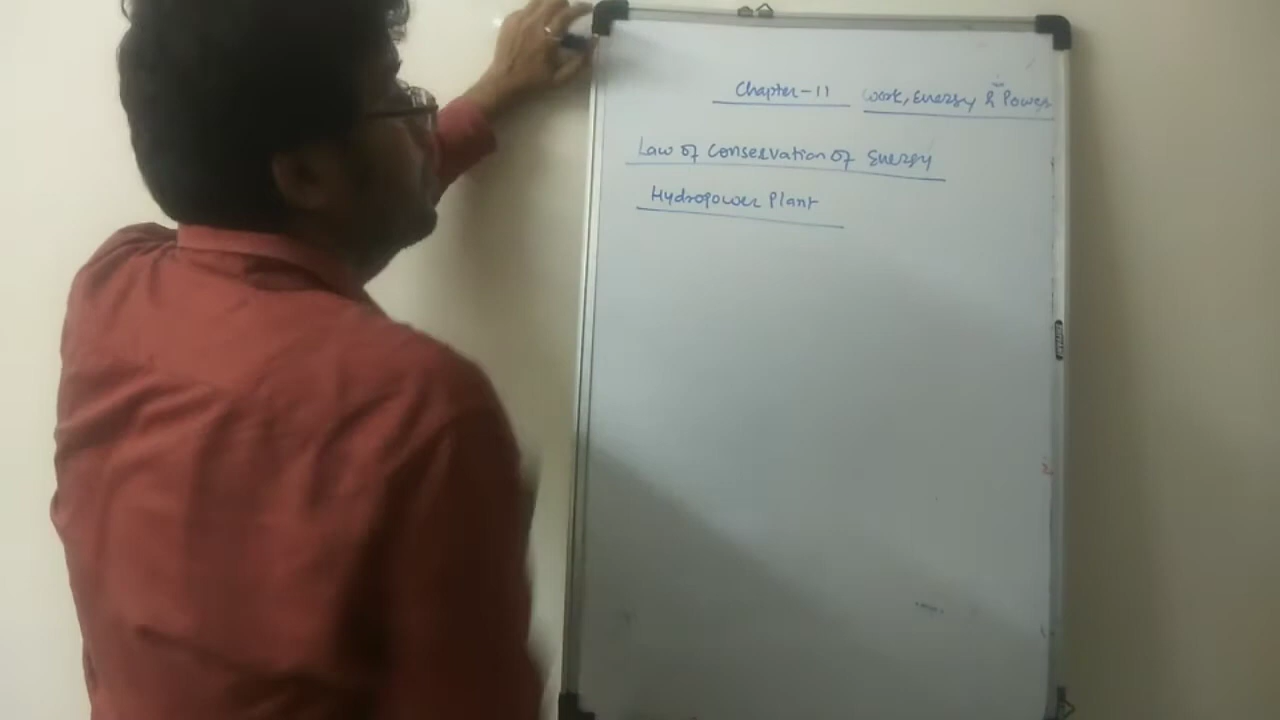 Chapter-11 Work, Energy & Power
Law of Conservation of Energy
Hydropower Plant